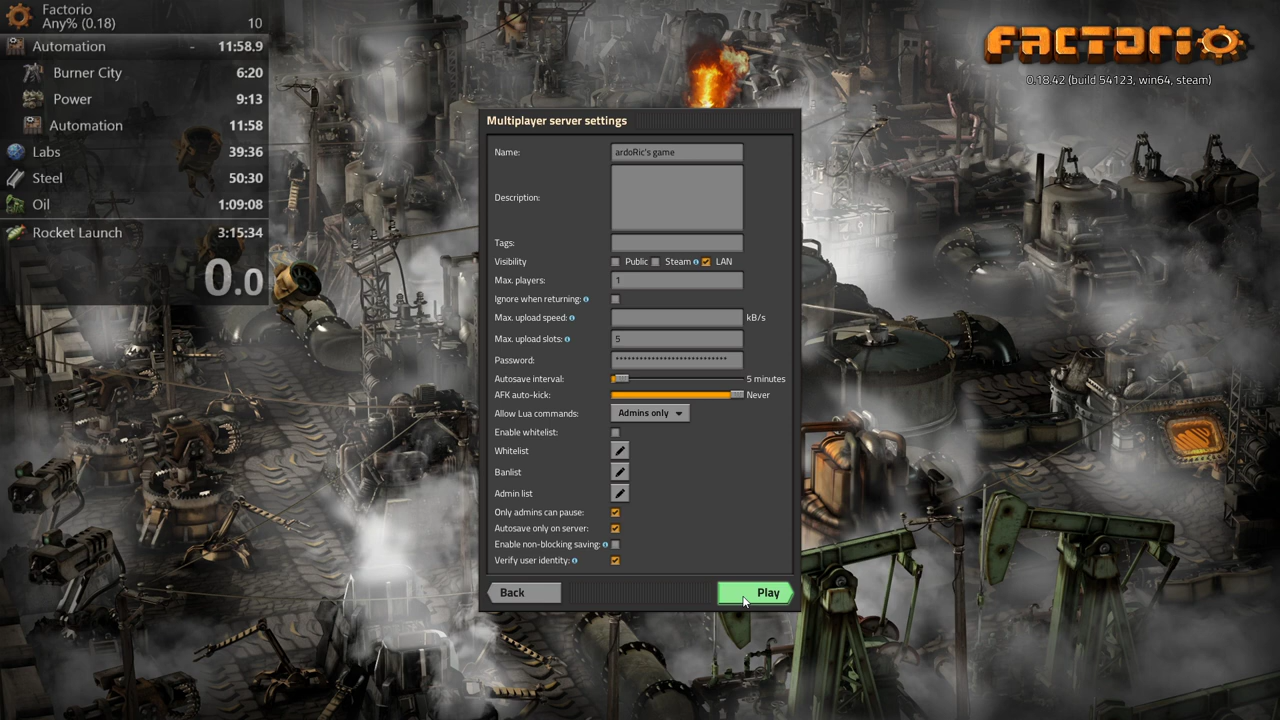 Factorio
Any% (0.18) 10
Automation - 11:58.9
Burner City 6:20
Power 9:13
Automation 11:58
Labs 39:36
Steel 50:30
Oil 1:09:08
Rocket Launch 3:15:34
0.0
FACTORIO
0.18.42 (build 54123, win64, steam)
Multiplayer server settings
Name: ardoRic's game
Description:
Tags:
Visibility Public Steam LAN
Max. players: 1
Ignore when returning:
Max. upload speed: kB/s
Max. upload slots: 5
Password: ****************************
Autosave interval: 5 minutes
AFK auto-kick: Never
Allow Lua commands: Admins only
Enable whitelist:
Whitelist
Banlist
Admin list
Only admins can pause:
Autosave only on server:
Enable non-blocking saving:
Verify user identity:
Back Play